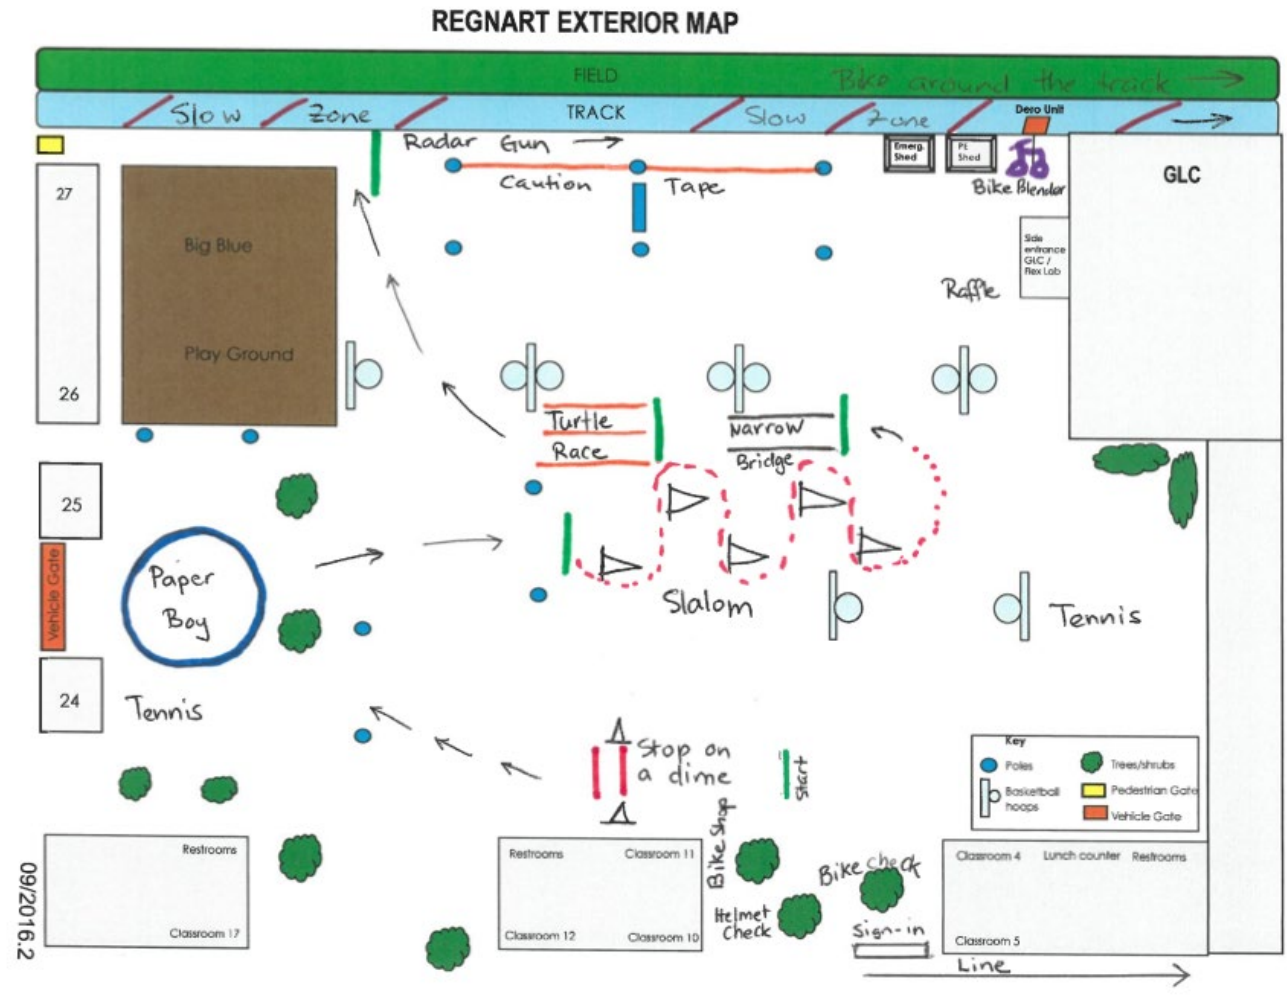 REGNART EXTERIOR MAP
FIELD
Bike around the track
Slow Zone
TRACK
Slow Zone
Dero Unit
Radar Gun
Caution Tape
Emerg.
Shed
PE
Shed
Bike Blender
GLC
27
Big Blue
Play Ground
26
Side
entrance
GLC /
Flex Lab
Raffle
Turtle
Race
Narrow
Bridge
25
Vehicle Gate
Paper
Boy
Slalom
Tennis
24
Tennis
Stop on
a dime
Start
Key
Poles
Basketball
hoops
Trees/shrubs
Pedestrian Gate
Vehicle Gate
Restrooms
Classroom 17
Restrooms
Classroom 11
Classroom 12
Classroom 10
Bike Shop
Helmet
Check
Bike check
Sign-in
Classroom 4
Lunch counter
Restrooms
Classroom 5
Line
09/2016.2